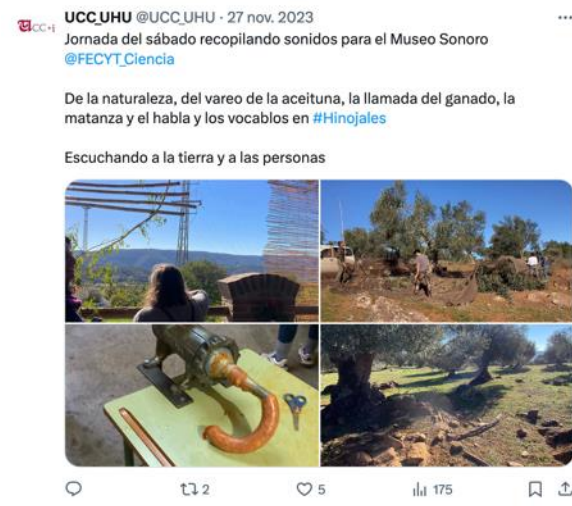 UCC+i
UCC_UHU @UCC_UHU · 27 nov. 2023
Jornada del sábado recopilando sonidos para el Museo Sonoro
@FECYT_Ciencia
De la naturaleza, del vareo de la aceituna, la llamada del ganado, la
matanza y el habla y los vocablos en #Hinojales
Escuchando a la tierra y a las personas
2 5 175